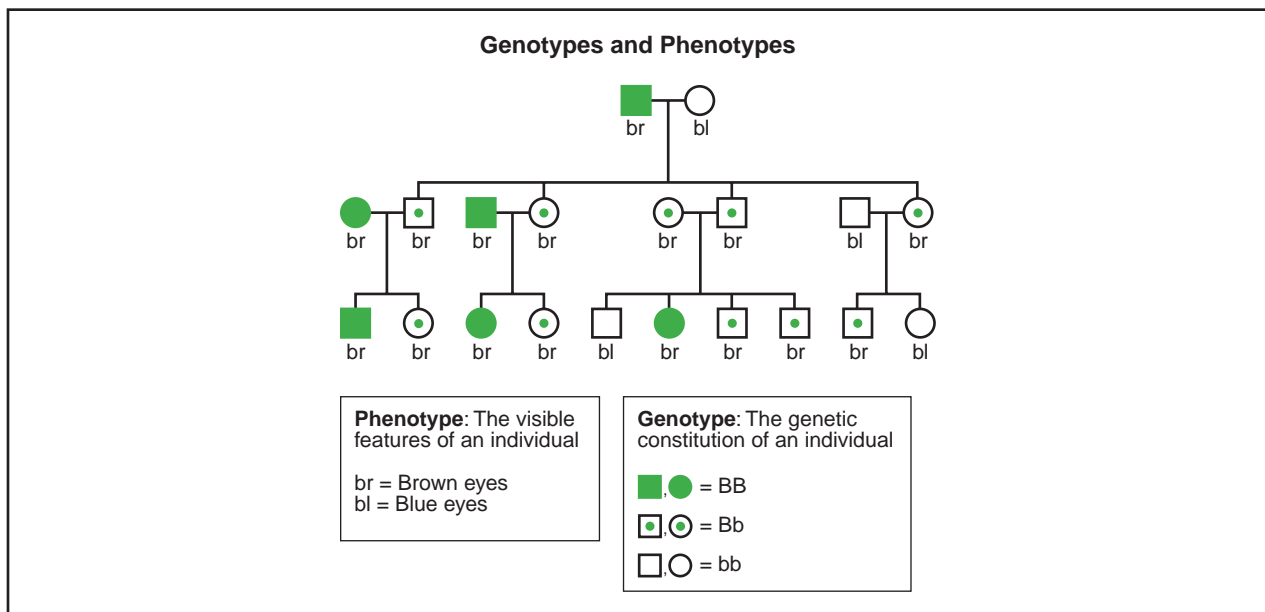 Genotypes and Phenotypes
br bl
br br br br br br bl br
br br br br bl br br br br bl
Phenotype: The visible
features of an individual
br = Brown eyes
bl = Blue eyes
Genotype: The genetic
constitution of an individual
, = BB
, = Bb
, = bb